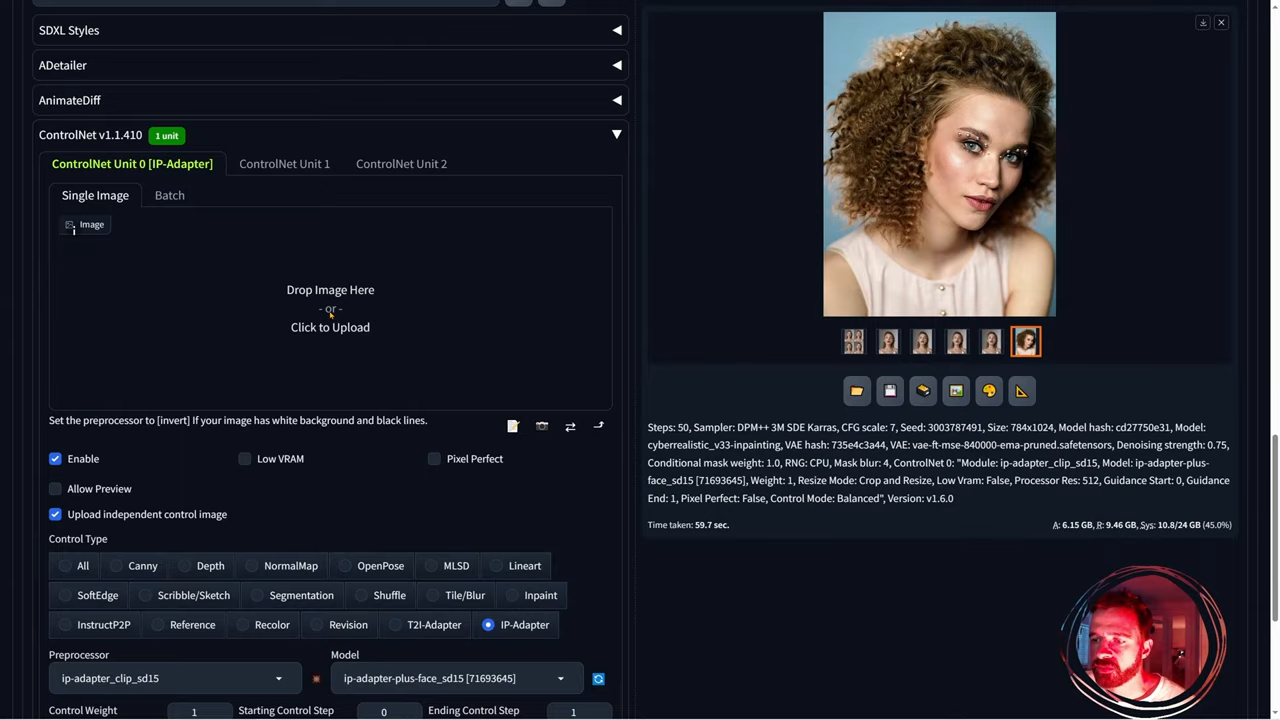 SDXL Styles
ADetailer
AnimateDiff
ControlNet v1.1.410 1 unit
ControlNet Unit 0 [IP-Adapter] ControlNet Unit 1 ControlNet Unit 2
Single Image Batch
Image
Drop Image Here
- or -
Click to Upload
Set the preprocessor to [invert] If your image has white background and black lines.
Enable Low VRAM Pixel Perfect
Allow Preview
Upload independent control image
Control Type
All Canny Depth NormalMap OpenPose MLSD Lineart
SoftEdge Scribble/Sketch Segmentation Shuffle Tile/Blur Inpaint
InstructP2P Reference Recolor Revision T2I-Adapter IP-Adapter
Preprocessor Model
ip-adapter_clip_sd15 ip-adapter-plus-face_sd15 [71693645]
Control Weight 1 Starting Control Step 0 Ending Control Step 1
Steps: 50, Sampler: DPM++ 3M SDE Karras, CFG scale: 7, Seed: 3003787491, Size: 784x1024, Model hash: cd27750e31, Model:
cyberrealistic_v33-inpainting, VAE hash: 735e4c3a44, VAE: vae-ft-mse-840000-ema-pruned.safetensors, Denoising strength: 0.75,
Conditional mask weight: 1.0, RNG: CPU, Mask blur: 4, ControlNet 0: "Module: ip-adapter_clip_sd15, Model: ip-adapter-plus-
face_sd15 [71693645], Weight: 1, Resize Mode: Crop and Resize, Low Vram: False, Processor Res: 512, Guidance Start: 0, Guidance
End: 1, Pixel Perfect: False, Control Mode: Balanced", Version: v1.6.0
Time taken: 59.7 sec. A: 6.15 GB, R: 9.46 GB, Sys: 10.8/24 GB (45.0%)